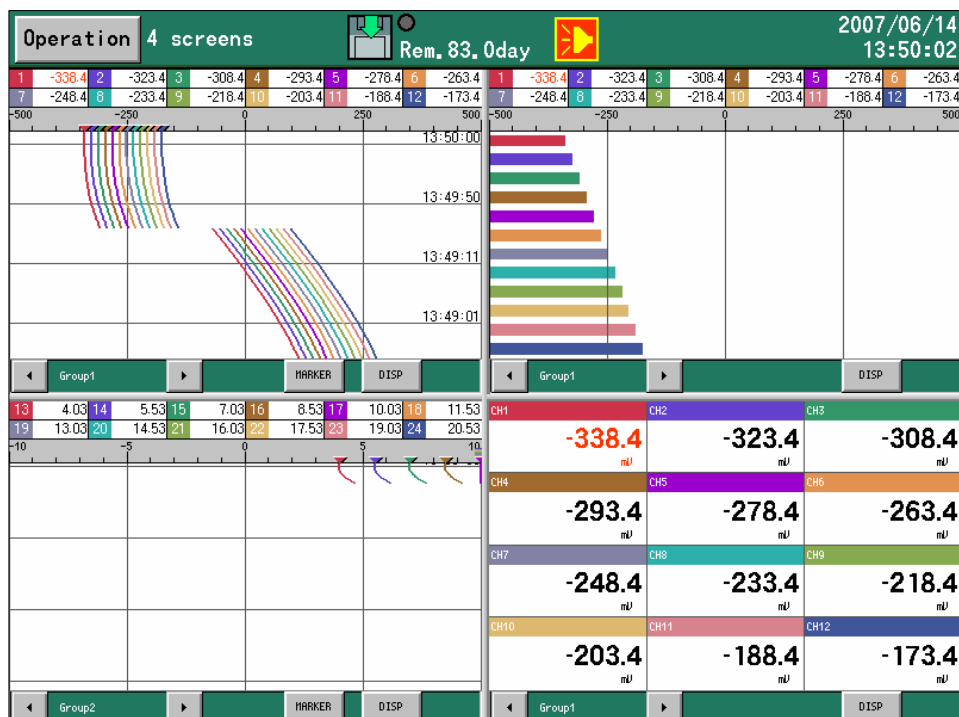 Operation 4 screens Rem.83.0day 2007/06/14
13:50:02
1 -338.4 2 -323.4 3 -308.4 4 -293.4 5 -278.4 6 -263.4
7 -248.4 8 -233.4 9 -218.4 10 -203.4 11 -188.4 12 -173.4
-500 -250 0 250 500
13:50:00
13:49:50
13:49:11
13:49:01
Group1 MARKER DISP
1 -338.4 2 -323.4 3 -308.4 4 -293.4 5 -278.4 6 -263.4
7 -248.4 8 -233.4 9 -218.4 10 -203.4 11 -188.4 12 -173.4
-500 -250 0 250 500
Group1 DISP
13 4.03 14 5.53 15 7.03 16 8.53 17 10.03 18 11.53
19 13.03 20 14.53 21 16.03 22 17.53 23 19.03 24 20.53
-10 -5 0 5 10
Group2 MARKER DISP
CH1 CH2 CH3
-338.4 -323.4 -308.4
mV mV mV
CH4 CH5 CH6
-293.4 -278.4 -263.4
mV mV mV
CH7 CH8 CH9
-248.4 -233.4 -218.4
mV mV mV
CH10 CH11 CH12
-203.4 -188.4 -173.4
mV mV mV
Group1 DISP